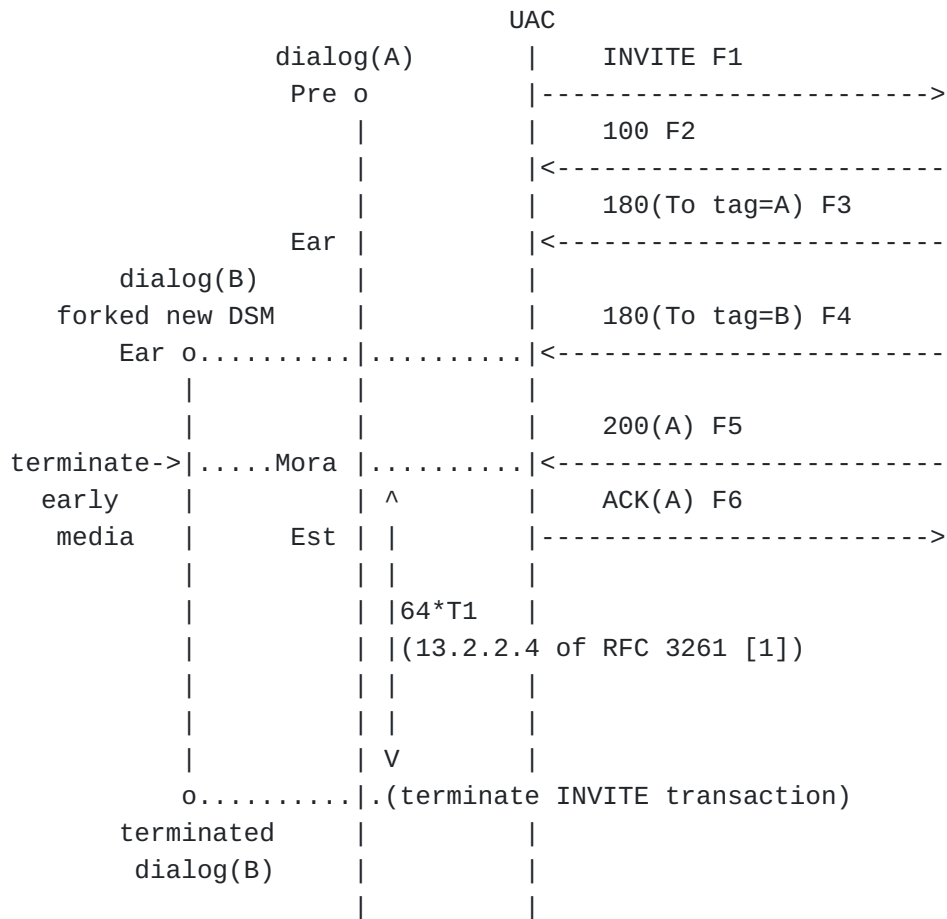 UAC
                 dialog(A)       |    INVITE F1
                  Pre o          |------------------------->
                      |          |    100 F2
                      |          |<-------------------------
                      |          |    180(To tag=A) F3
                  Ear |          |<-------------------------
       dialog(B)      |          |
   forked new DSM     |          |    180(To tag=B) F4
       Ear o..........|..........|<-------------------------
           |          |          |
           |          |          |    200(A) F5
terminate->|.....Mora |..........|<-------------------------
  early    |          | ^        |    ACK(A) F6
   media   |      Est | |        |------------------------->
           |          | |        |
           |          | |64*T1   |
           |          | |(13.2.2.4 of RFC 3261 [1])
           |          | |        |
           |          | |        |
           |          | V        |
           o..........|.(terminate INVITE transaction)
       terminated     |          |
        dialog(B)     |          |
                      |          |